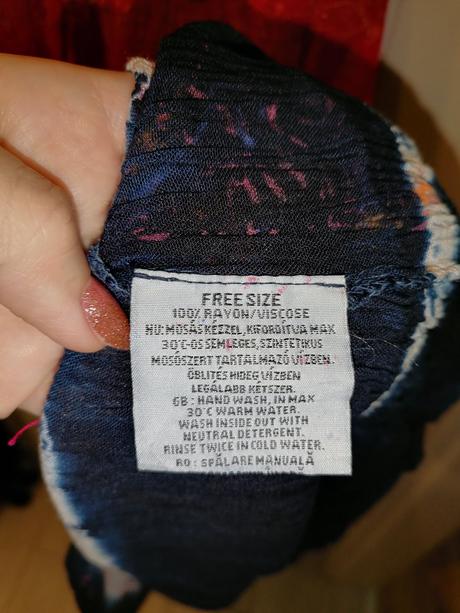 FREE SIZE
100% RAYON/VISCOSE
HU: MOSÁS KÉZZEL, KIFORDÍTVA MAX
30°C-OS SEMLEGES, SZINTETIKUS
MOSÓSZERT TARTALMAZÓ VÍZBEN.
ÖBLÍTÉS HIDEG VÍZBEN
LEGALÁBB KÉTSZER.
GB: HAND WASH, IN MAX
30°C WARM WATER.
WASH INSIDE OUT WITH
NEUTRAL DETERGENT.
RINSE TWICE IN COLD WATER.
RO: SPĂLARE MANUALĂ